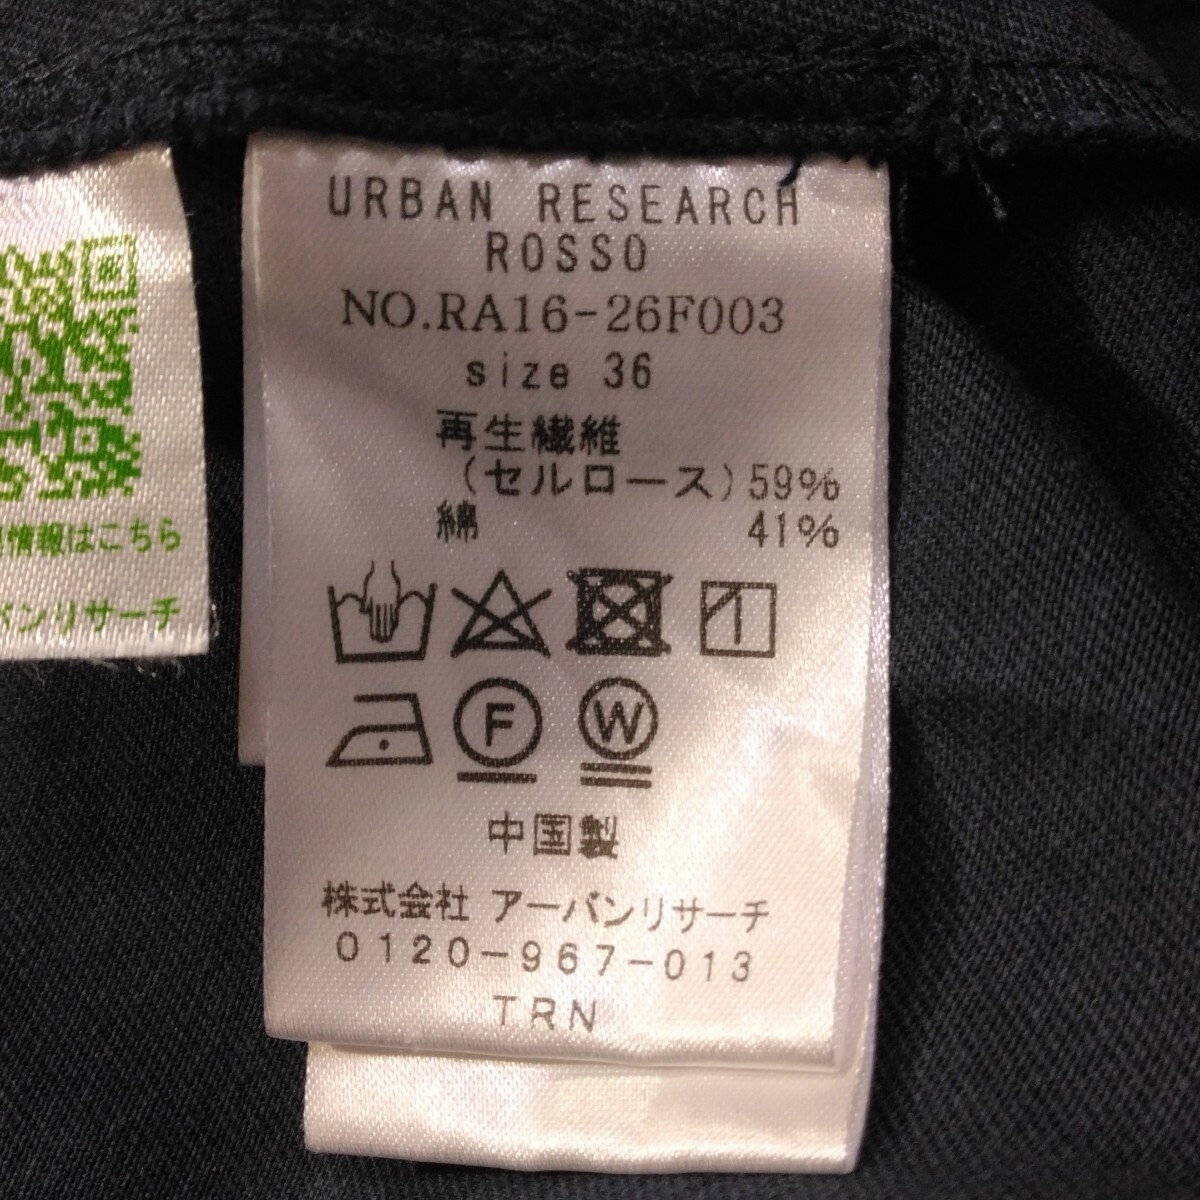 URBAN RESEARCH
ROSSO
NO.RA16-26F003
size 36
再生繊維
(セルロース) 59%
綿 41%
F
W
中国製
株式会社 アーバンリサーチ
0120-967-013
TRN
情報はこちら
バンリサーチ